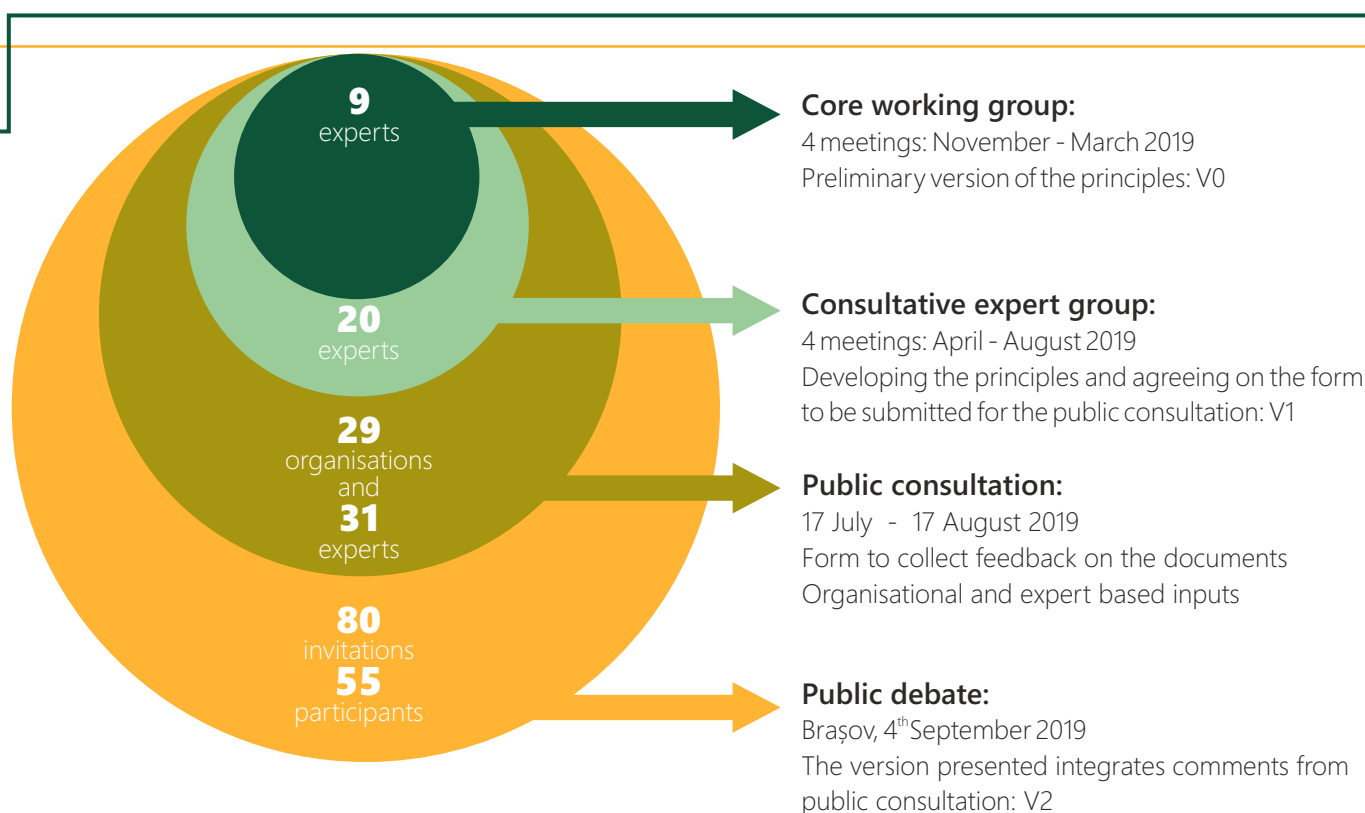 9
experts
Core working group:
4 meetings: November - March 2019
Preliminary version of the principles: V0
20
experts
Consultative expert group:
4 meetings: April - August 2019
Developing the principles and agreeing on the form
to be submitted for the public consultation: V1
29
organisations
and
31
experts
Public consultation:
17 July - 17 August 2019
Form to collect feedback on the documents
Organisational and expert based inputs
80
invitations
55
participants
Public debate:
Brașov, 4th September 2019
The version presented integrates comments from
public consultation: V2